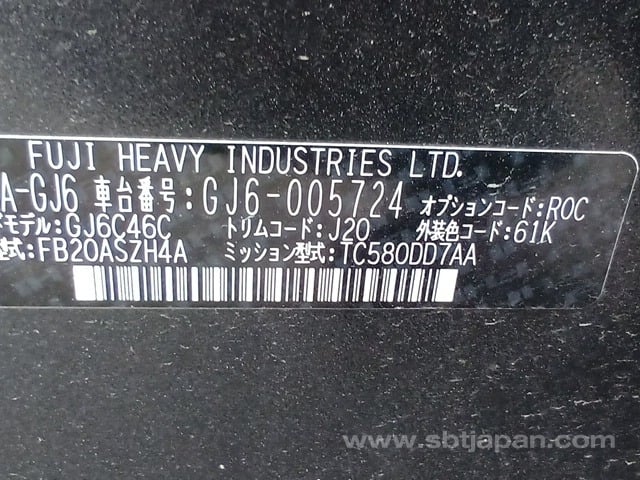 FUJI HEAVY INDUSTRIES LTD.
A-GJ6 車台番号:GJ6-005724 オプションコード:ROC
ドモデル:GJ6C46C トリムコード:J20 外装色コード:61K
型式:FB20ASZH4A ミッション型式:TC580DD7AA
www.sbtjapan.com